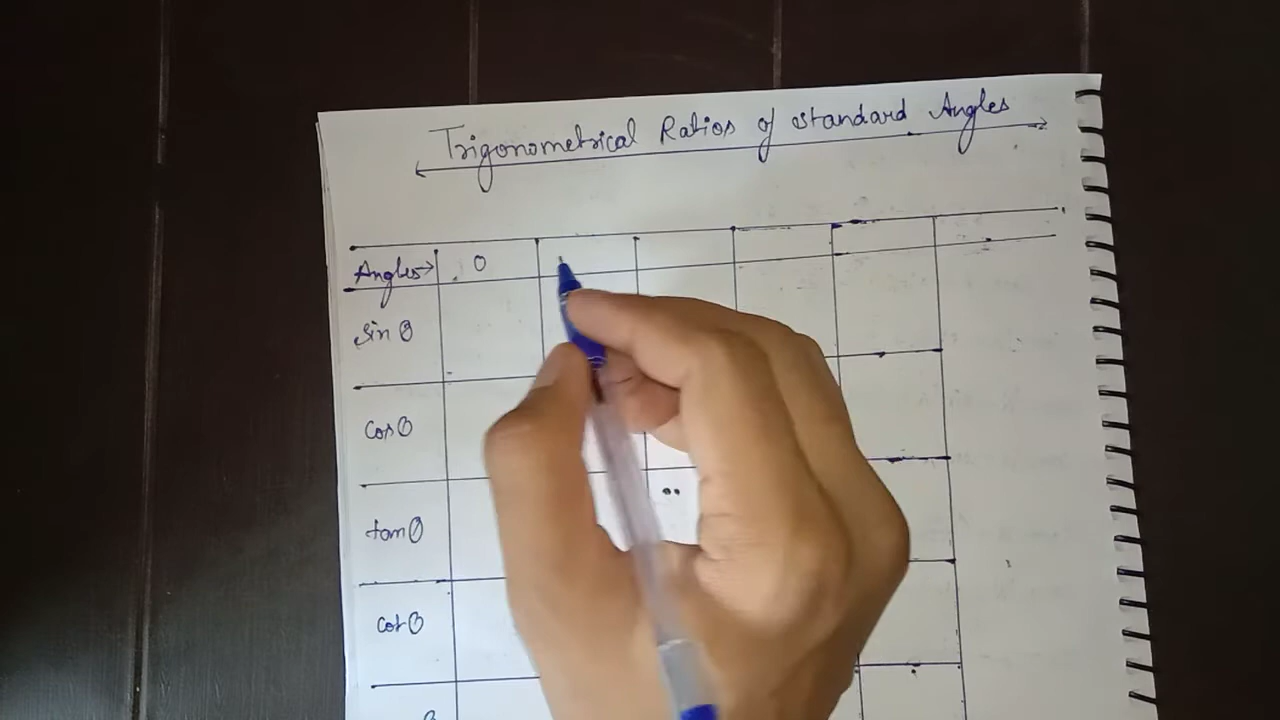 Trigonometrical Ratios of standard Angles
Angles→ 0
Sin θ
Cos θ
tan θ
cot θ